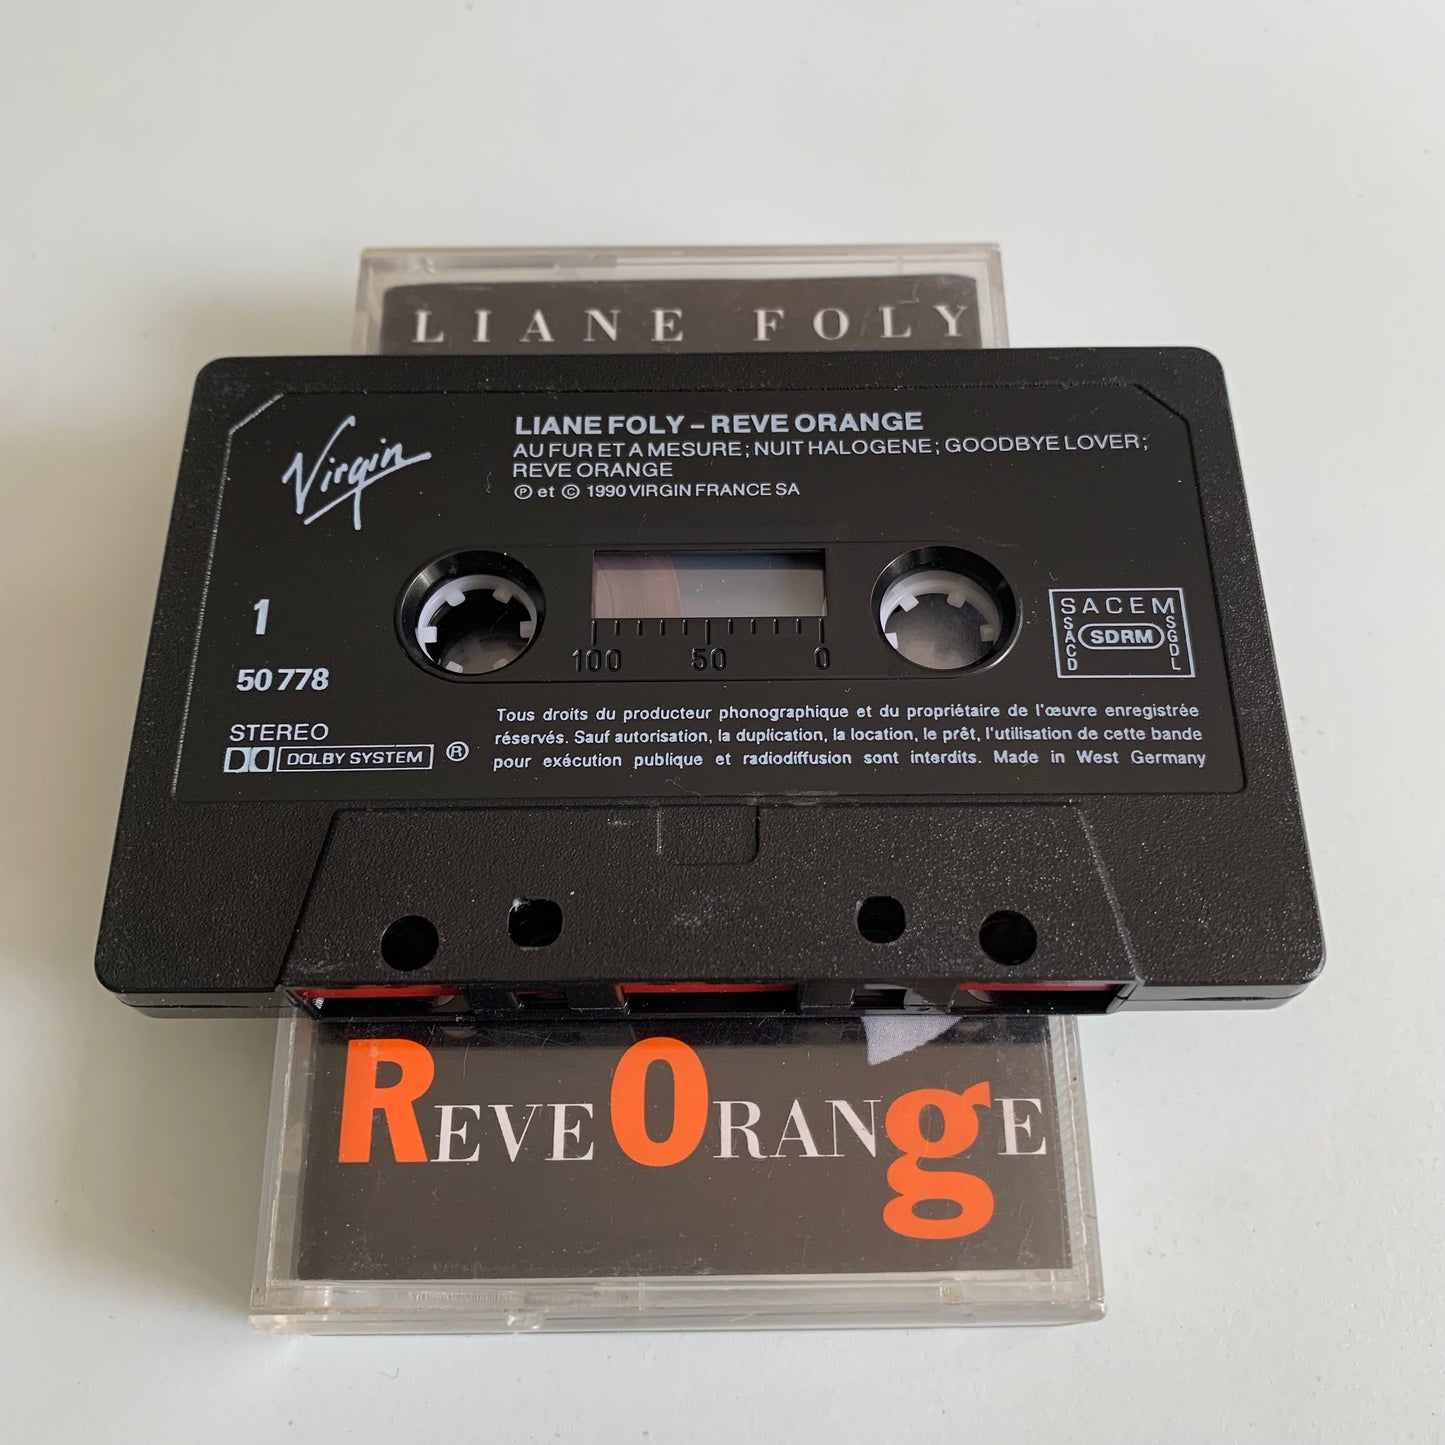 LIANE FOLY
Virgin
LIANE FOLY – REVE ORANGE
AU FUR ET A MESURE; NUIT HALOGENE; GOODBYE LOVER;
REVE ORANGE
Ⓟ et © 1990 VIRGIN FRANCE SA
1
50 778
100 50 0
SACEM
SACD
SDRM
SGDL
STEREO
DOLBY SYSTEM ®
Tous droits du producteur phonographique et du propriétaire de l'œuvre enregistrée
réservés. Sauf autorisation, la duplication, la location, le prêt, l'utilisation de cette bande
pour exécution publique et radiodiffusion sont interdits. Made in West Germany
REVE ORANgE